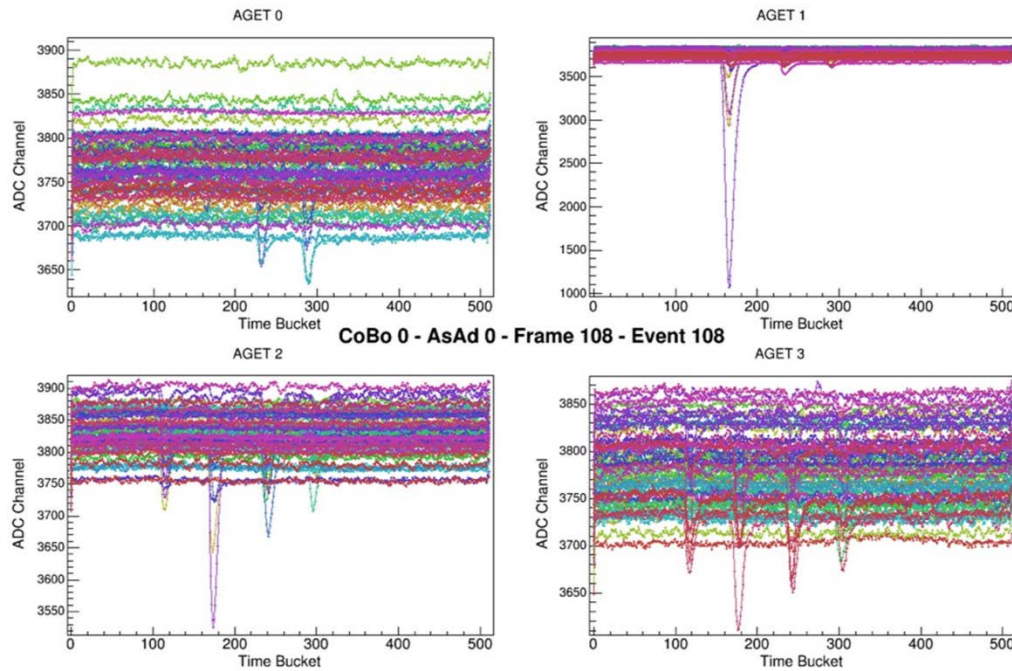 AGET 0
3900
3850
3800
3750
3700
3650
ADC Channel
0 100 200 300 400 500
Time Bucket
AGET 1
3500
3000
2500
2000
1500
1000
ADC Channel
0 100 200 300 400 500
Time Bucket
CoBo 0 - AsAd 0 - Frame 108 - Event 108
AGET 2
3900
3850
3800
3750
3700
3650
3600
3550
ADC Channel
0 100 200 300 400 500
Time Bucket
AGET 3
3850
3800
3750
3700
3650
ADC Channel
0 100 200 300 400 500
Time Bucket